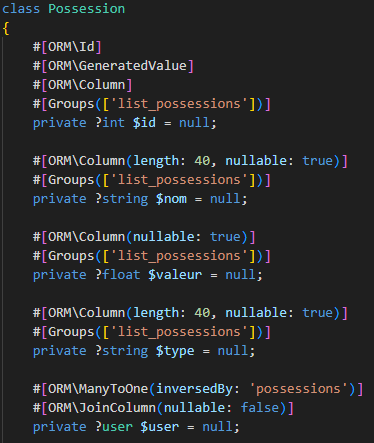 class Possession
{
    #[ORM\Id]
    #[ORM\GeneratedValue]
    #[ORM\Column]
    #[Groups(['list_possessions'])]
    private ?int $id = null;

    #[ORM\Column(length: 40, nullable: true)]
    #[Groups(['list_possessions'])]
    private ?string $nom = null;

    #[ORM\Column(nullable: true)]
    #[Groups(['list_possessions'])]
    private ?float $valeur = null;

    #[ORM\Column(length: 40, nullable: true)]
    #[Groups(['list_possessions'])]
    private ?string $type = null;

    #[ORM\ManyToOne(inversedBy: 'possessions')]
    #[ORM\JoinColumn(nullable: false)]
    private ?user $user = null;